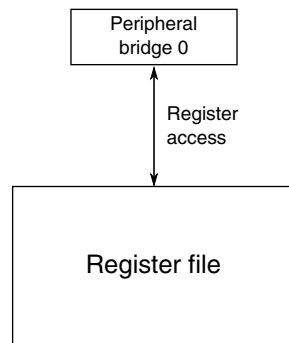 Peripheral
bridge 0
Register
access
Register file